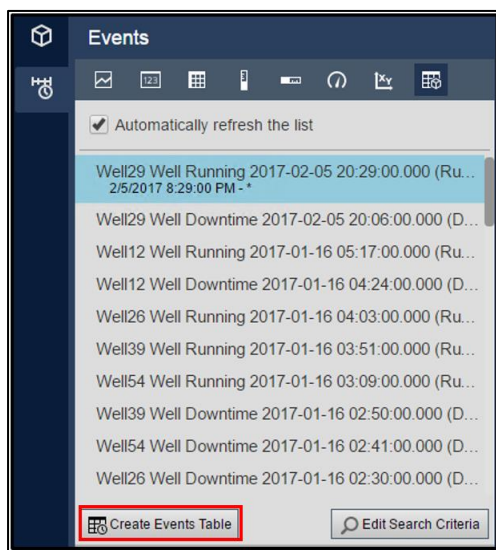 Events
123
XY
Automatically refresh the list
Well29 Well Running 2017-02-05 20:29:00.000 (Ru...
2/5/2017 8:29:00 PM - *
Well29 Well Downtime 2017-02-05 20:06:00.000 (D...
Well12 Well Running 2017-01-16 05:17:00.000 (Ru...
Well12 Well Downtime 2017-01-16 04:24:00.000 (D...
Well26 Well Running 2017-01-16 04:03:00.000 (Ru...
Well39 Well Running 2017-01-16 03:51:00.000 (Ru...
Well54 Well Running 2017-01-16 03:09:00.000 (Ru...
Well39 Well Downtime 2017-01-16 02:50:00.000 (D...
Well54 Well Downtime 2017-01-16 02:41:00.000 (D...
Well26 Well Downtime 2017-01-16 02:30:00.000 (D...
Create Events Table Edit Search Criteria